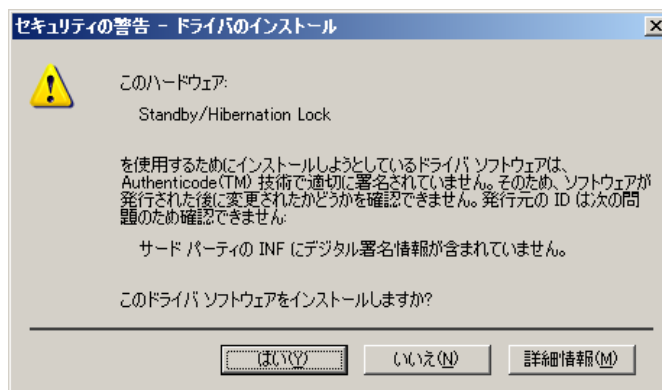 セキュリティの警告 - ドライバのインストール
このハードウェア:
Standby/Hibernation Lock
を使用するためにインストールしようとしているドライバ ソフトウェアは、
Authenticode(TM) 技術で適切に署名されていません。そのため、ソフトウェアが
発行された後に変更されたかどうかを確認できません。発行元の ID は次の問
題のため確認できません:
サード パーティの INF にデジタル署名情報が含まれていません。
このドライバ ソフトウェアをインストールしますか?
はい(Y) いいえ(N) 詳細情報(M)